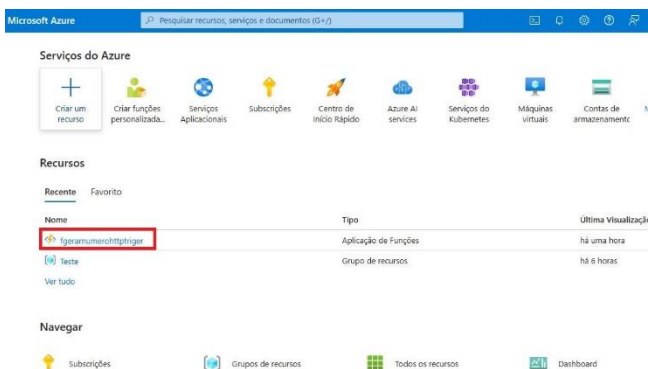 Microsoft Azure
Pesquisar recursos, serviços e documentos (G+/)
Serviços do Azure
Criar um recurso
Criar funções personalizada...
Serviços Aplicacionais
Subscrições
Centro de Início Rápido
Azure AI services
Serviços do Kubernetes
Máquinas virtuais
Contas de armazenamento
Recursos
Recente Favorito
Nome Tipo Última Visualização
fgerarnumerohttptriger Aplicação de Funções há uma hora
Teste Grupo de recursos há 6 horas
Ver tudo
Navegar
Subscrições Grupos de recursos Todos os recursos Dashboard